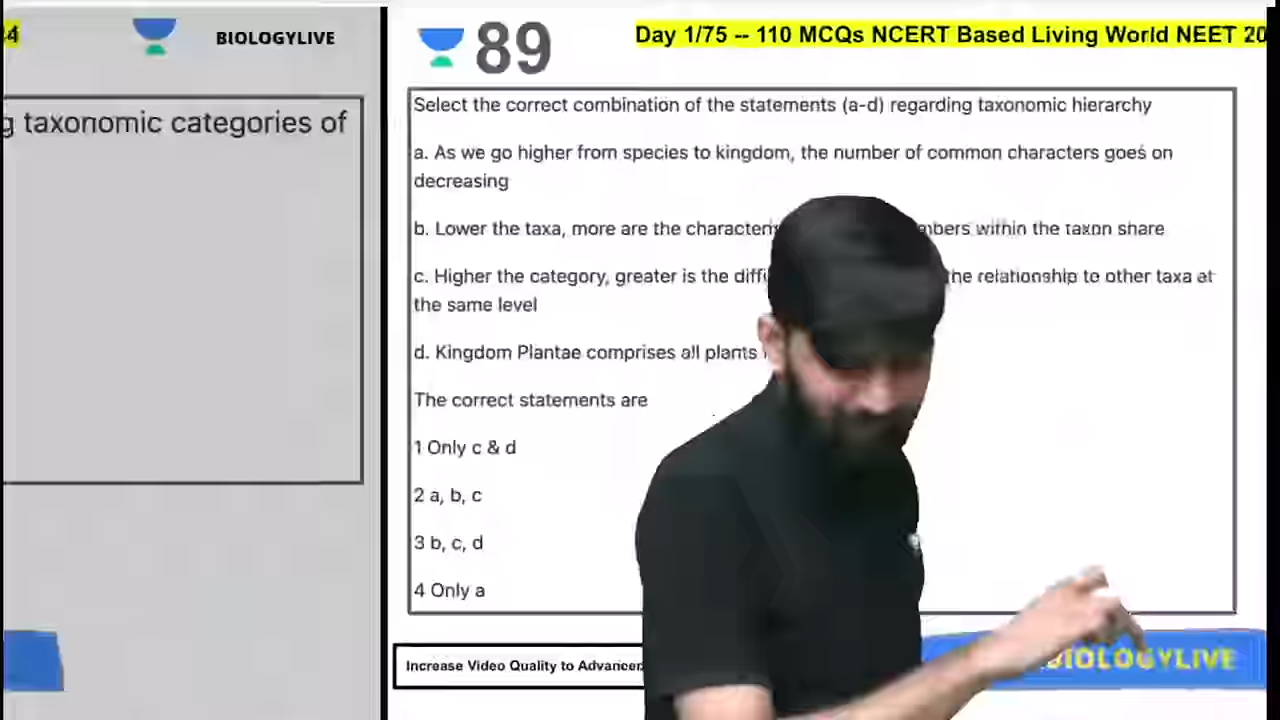 4
BIOLOGYLIVE
89
Day 1/75 -- 110 MCQs NCERT Based Living World NEET 20
g taxonomic categories of
Select the correct combination of the statements (a-d) regarding taxonomic hierarchy
a. As we go higher from species to kingdom, the number of common characters goes on
decreasing
b. Lower the taxa, more are the within the taxon share
c. Higher the category, greater is the the relationship to other taxa at
the same level
d. Kingdom Plantae comprises all plants
The correct statements are
1 Only c & d
2 a, b, c
3 b, c, d
4 Only a
Increase Video Quality to
BIOLOGYLIVE